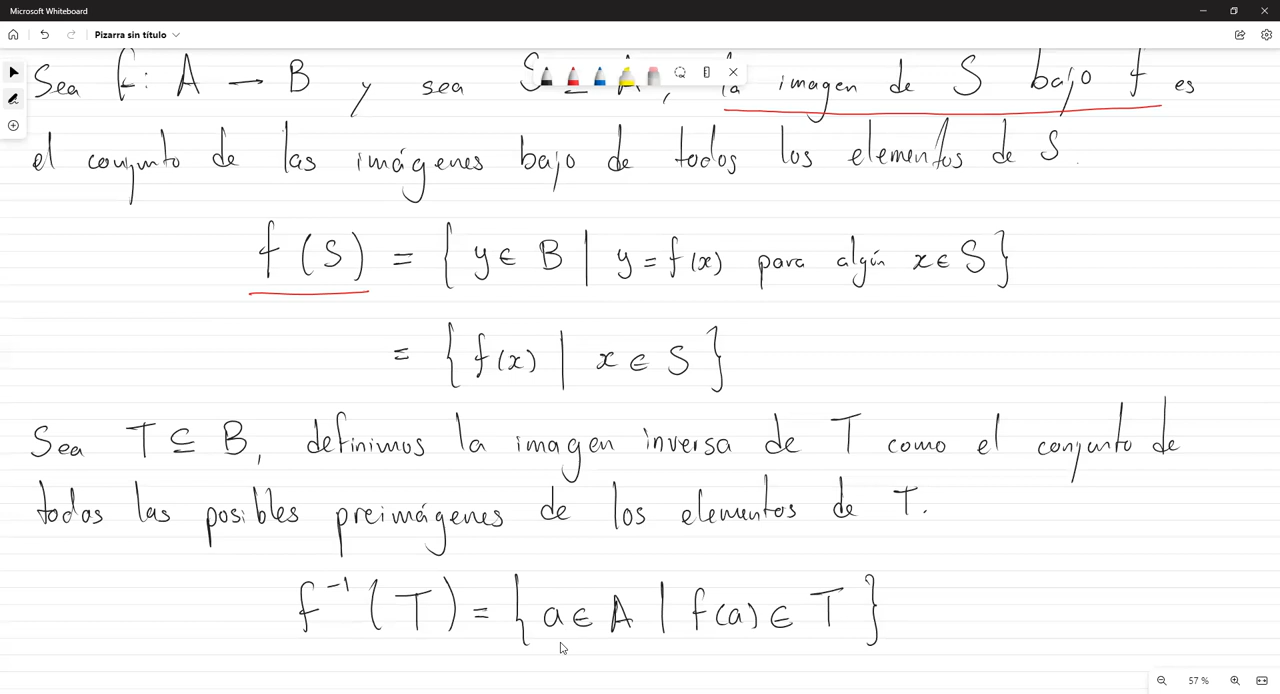 Microsoft Whiteboard
Pizarra sin título
Sea f: A → B y sea S ⊆ A, la imagen de S bajo f es
el conjunto de las imágenes bajo de todos los elementos de S.
f(S) = { y ∈ B | y = f(x) para algún x ∈ S }
= { f(x) | x ∈ S }
Sea T ⊆ B, definimos la imagen inversa de T como el conjunto de
todas las posibles preimágenes de los elementos de T.
f⁻¹(T) = { a ∈ A | f(a) ∈ T }
57 %